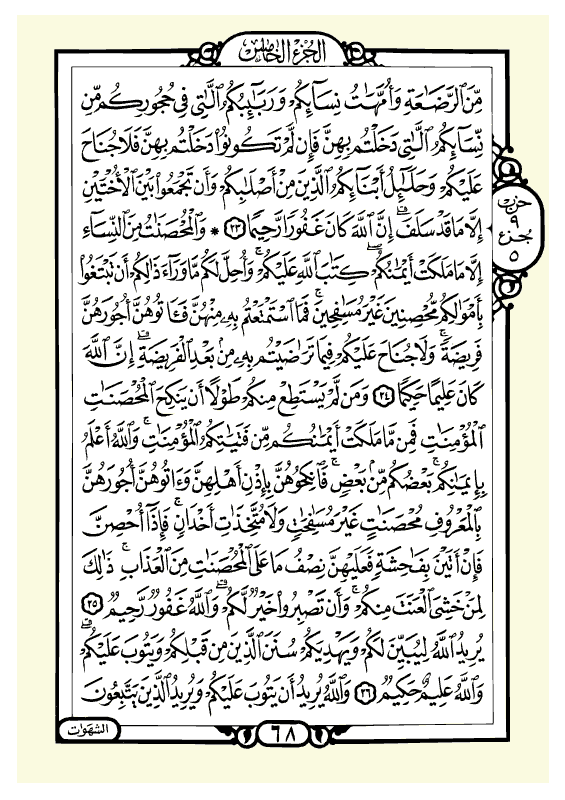 الجزء الخامس
مِّنَ ٱلرَّضَٰعَةِ وَأُمَّهَٰتُ نِسَآئِكُمْ وَرَبَٰٓئِبُكُمُ ٱلَّٰتِى فِى حُجُورِكُم مِّن
نِّسَآئِكُمُ ٱلَّٰتِى دَخَلْتُم بِهِنَّ فَإِن لَّمْ تَكُونُوا۟ دَخَلْتُم بِهِنَّ فَلَا جُنَاحَ
عَلَيْكُمْ وَحَلَٰٓئِلُ أَبْنَآئِكُمُ ٱلَّذِينَ مِنْ أَصْلَٰبِكُمْ وَأَن تَجْمَعُوا۟ بَيْنَ ٱلْأُخْتَيْنِ
إِلَّا مَا قَدْ سَلَفَ ۗ إِنَّ ٱللَّهَ كَانَ غَفُورًا رَّحِيمًا ٢٣ * وَٱلْمُحْصَنَٰتُ مِنَ ٱلنِّسَآءِ
حزب
٩
جزء
٥
إِلَّا مَا مَلَكَتْ أَيْمَٰنُكُمْ ۖ كِتَٰبَ ٱللَّهِ عَلَيْكُمْ ۚ وَأُحِلَّ لَكُم مَّا وَرَآءَ ذَٰلِكُمْ أَن تَبْتَغُوا۟
بِأَمْوَٰلِكُم مُّحْصِنِينَ غَيْرَ مُسَٰفِحِينَ ۚ فَمَا ٱسْتَمْتَعْتُم بِهِۦ مِنْهُنَّ فَـَٔاتُوهُنَّ أُجُورَهُنَّ
فَرِيضَةً ۚ وَلَا جُنَاحَ عَلَيْكُمْ فِيمَا تَرَٰضَيْتُم بِهِۦ مِنۢ بَعْدِ ٱلْفَرِيضَةِ ۗ إِنَّ ٱللَّهَ
كَانَ عَلِيمًا حَكِيمًا ٢٤ وَمَن لَّمْ يَسْتَطِعْ مِنكُمْ طَوْلًا أَن يَنكِحَ ٱلْمُحْصَنَٰتِ
ٱلْمُؤْمِنَٰتِ فَمِن مَّا مَلَكَتْ أَيْمَٰنُكُم مِّن فَتَيَٰتِكُمُ ٱلْمُؤْمِنَٰتِ ۚ وَٱللَّهُ أَعْلَمُ
بِإِيمَٰنِكُم ۚ بَعْضُكُم مِّنۢ بَعْضٍ ۚ فَٱنكِحُوهُنَّ بِإِذْنِ أَهْلِهِنَّ وَءَاتُوهُنَّ أُجُورَهُنَّ
بِٱلْمَعْرُوفِ مُحْصَنَٰتٍ غَيْرَ مُسَٰفِحَٰتٍ وَلَا مُتَّخِذَٰتِ أَخْدَانٍ ۚ فَإِذَآ أُحْصِنَّ
فَإِنْ أَتَيْنَ بِفَٰحِشَةٍ فَعَلَيْهِنَّ نِصْفُ مَا عَلَى ٱلْمُحْصَنَٰتِ مِنَ ٱلْعَذَابِ ۚ ذَٰلِكَ
لِمَنْ خَشِىَ ٱلْعَنَتَ مِنكُمْ ۚ وَأَن تَصْبِرُوا۟ خَيْرٌ لَّكُمْ ۗ وَٱللَّهُ غَفُورٌ رَّحِيمٌ ٢٥
يُرِيدُ ٱللَّهُ لِيُبَيِّنَ لَكُمْ وَيَهْدِيَكُمْ سُنَنَ ٱلَّذِينَ مِن قَبْلِكُمْ وَيَتُوبَ عَلَيْكُمْ ۗ
وَٱللَّهُ عَلِيمٌ حَكِيمٌ ٢٦ وَٱللَّهُ يُرِيدُ أَن يَتُوبَ عَلَيْكُمْ وَيُرِيدُ ٱلَّذِينَ يَتَّبِعُونَ
٦٨
الشهوات